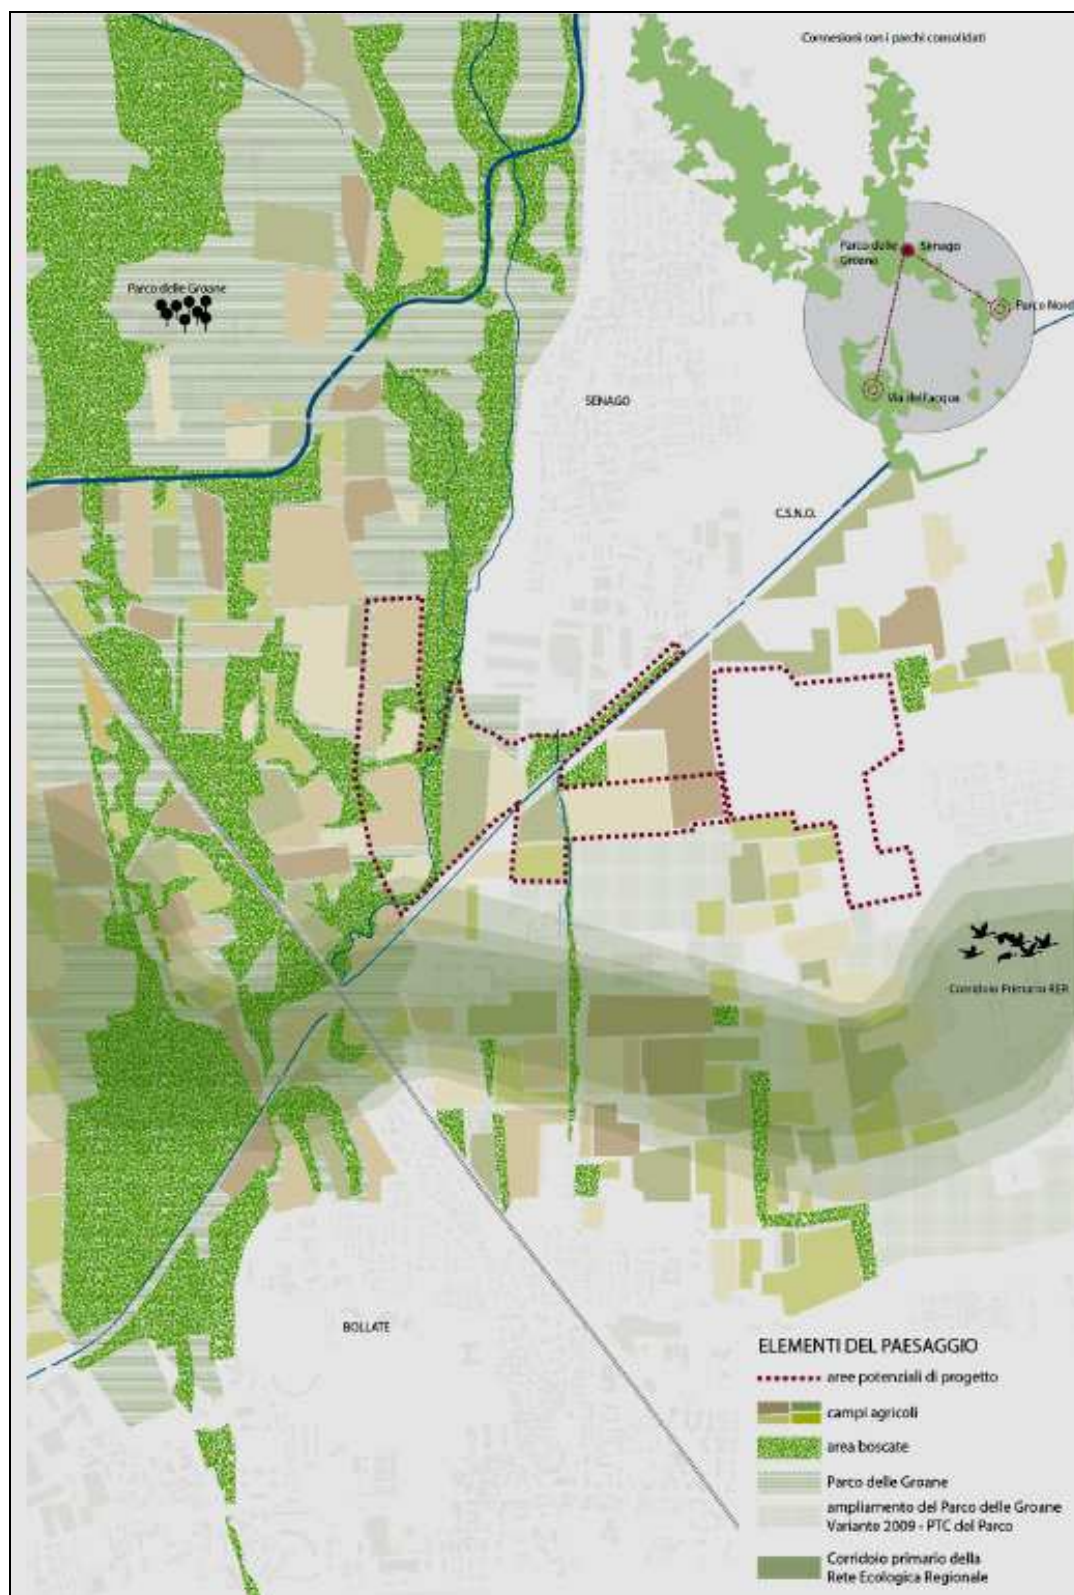 Connesioni con i parchi consolidati
Parco delle Groane
Senago
Parco Nord
Via dell'acqua
Parco delle Groane
SENAGO
C.S.N.O.
Corridoio Primario RER
BOLLATE
ELEMENTI DEL PAESAGGIO
aree potenziali di progetto
campi agricoli
area boscate
Parco delle Groane
ampliamento del Parco delle Groane
Variante 2009 - PTC del Parco
Corridoio primario della
Rete Ecologica Regionale